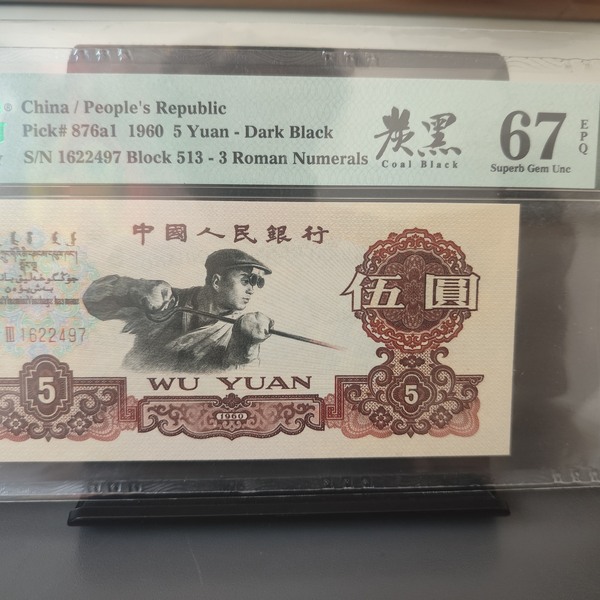 ®
China / People's Republic
Pick# 876a1 1960 5 Yuan - Dark Black
S/N 1622497 Block 513 - 3 Roman Numerals
炭黑
Coal Black
67
EPQ
Superb Gem Unc
中國人民銀行
伍圓
III 1622497
WU YUAN
5
1960
5